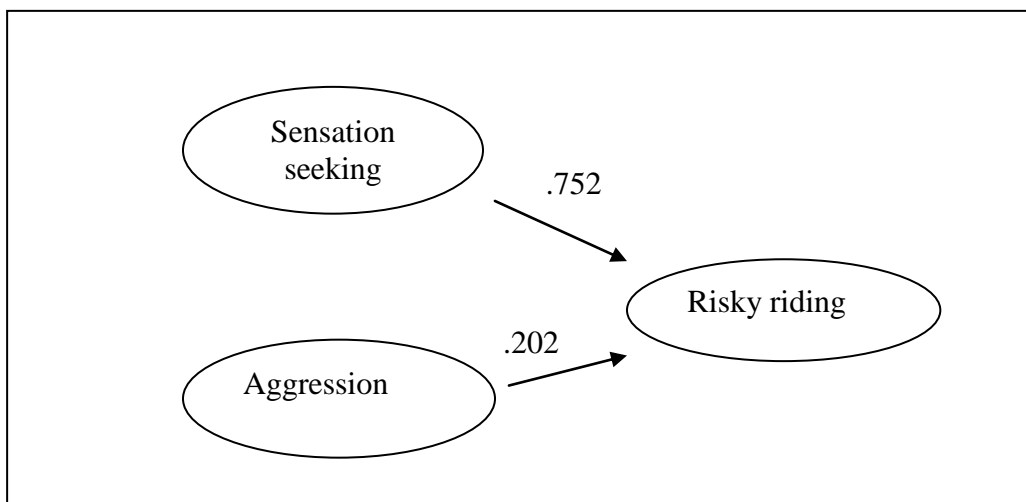 Sensation
seeking
.752
Risky riding
.202
Aggression